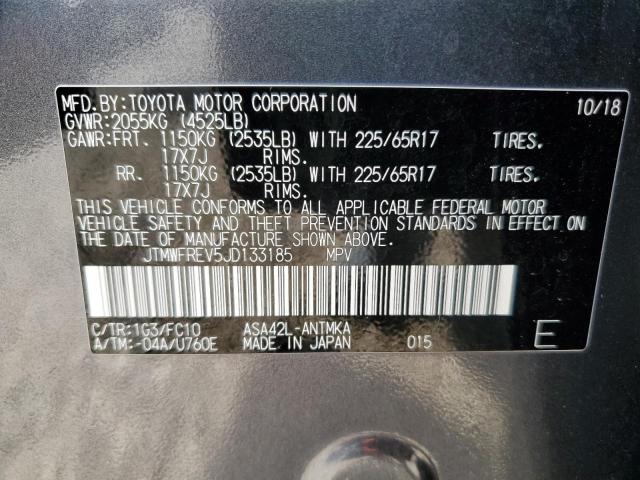 MFD.BY:TOYOTA MOTOR CORPORATION 10/18
GVWR:2055KG (4525LB)
GAWR:FRT. 1150KG (2535LB) WITH 225/65R17 TIRES.
17X7J RIMS.
RR. 1150KG (2535LB) WITH 225/65R17 TIRES.
17X7J RIMS.
THIS VEHICLE CONFORMS TO ALL APPLICABLE FEDERAL MOTOR
VEHICLE SAFETY AND THEFT PREVENTION STANDARDS IN EFFECT ON
THE DATE OF MANUFACTURE SHOWN ABOVE.
JTMWFREV5JD133185 MPV
C/TR:1G3/FC10 ASA42L-ANTMKA
A/TM:-04A/U760E MADE IN JAPAN 015 E